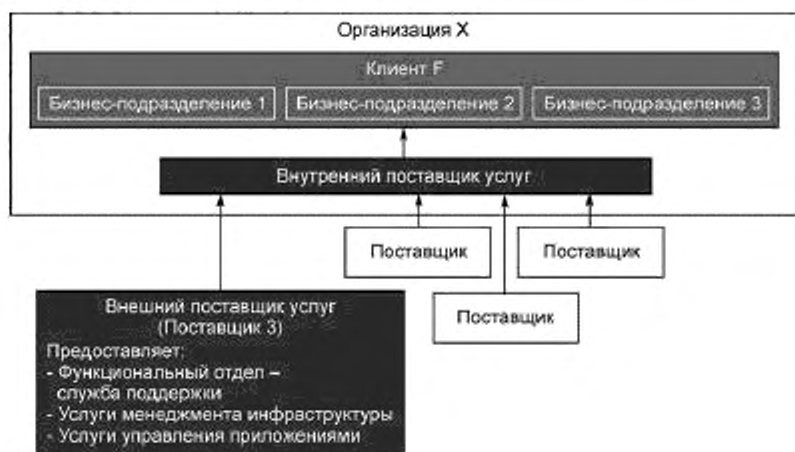 Организация X
Клиент F
Бизнес-подразделение 1
Бизнес-подразделение 2
Бизнес-подразделение 3
Внутренний поставщик услуг
Поставщик
Поставщик
Поставщик
Внешний поставщик услуг
(Поставщик 3)
Предоставляет:
- Функциональный отдел –
служба поддержки
- Услуги менеджмента инфраструктуры
- Услуги управления приложениями